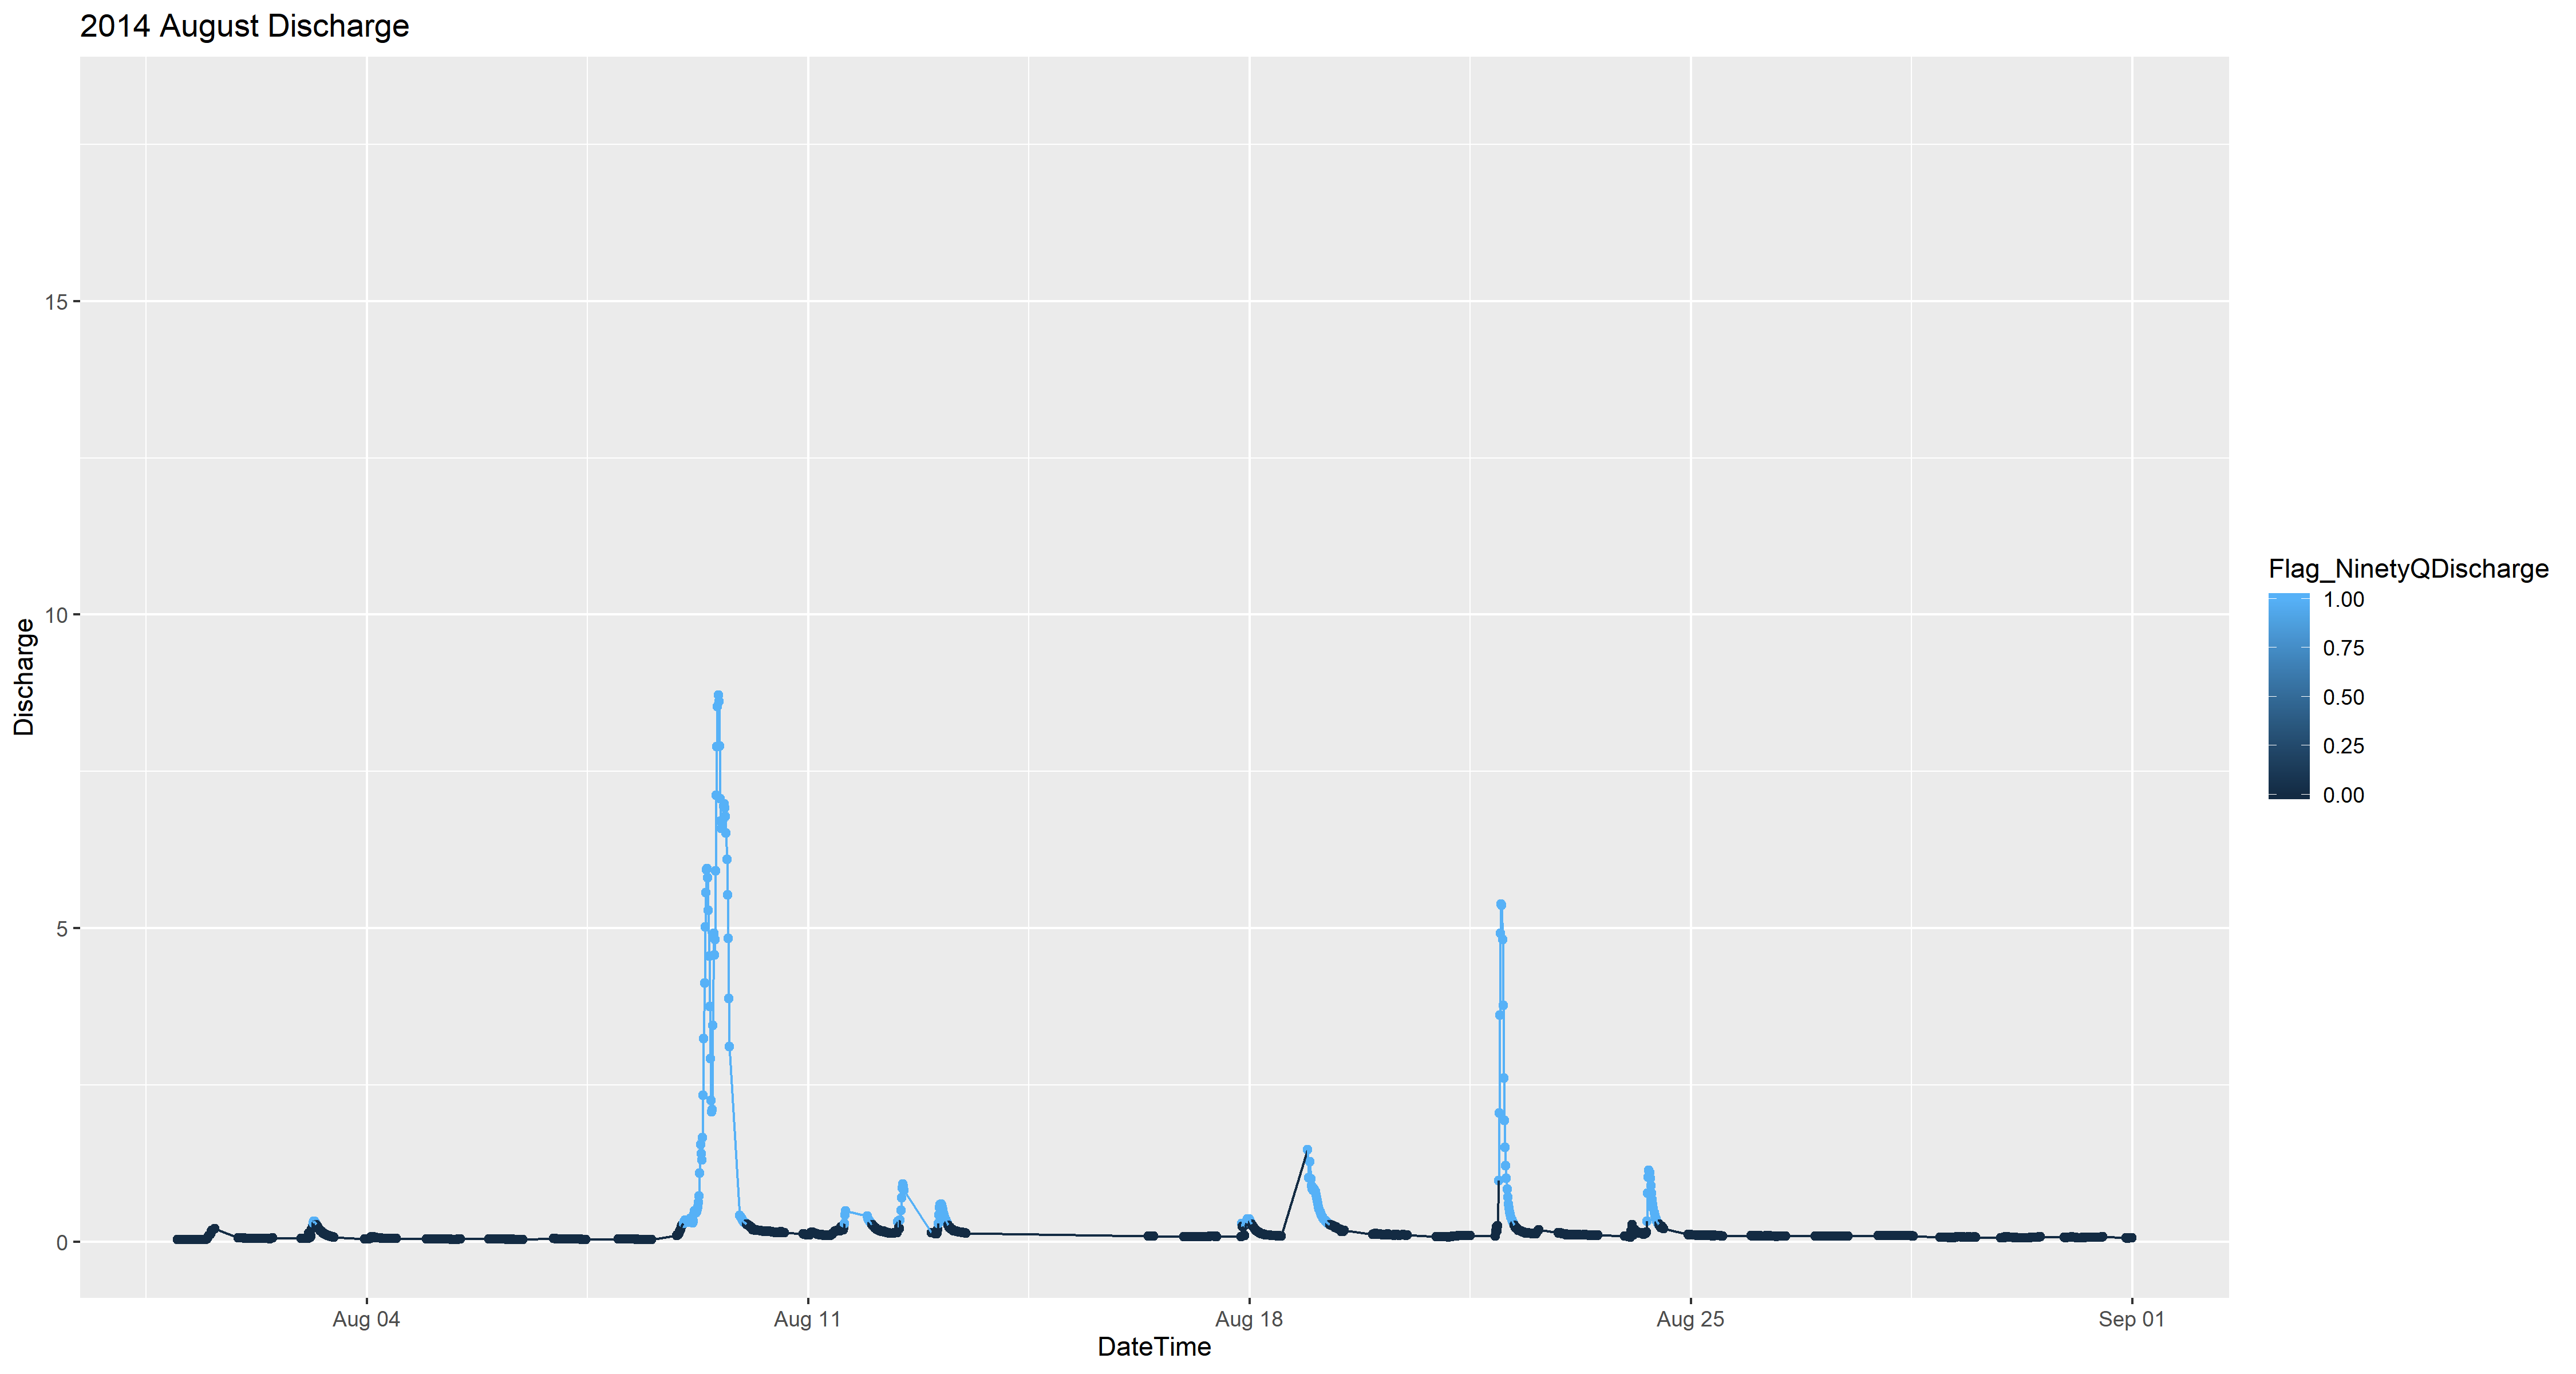 2014 August Discharge
15
10
5
0
Discharge
Aug 04
Aug 11
Aug 18
Aug 25
Sep 01
DateTime
Flag_NinetyQDischarge
1.00
0.75
0.50
0.25
0.00